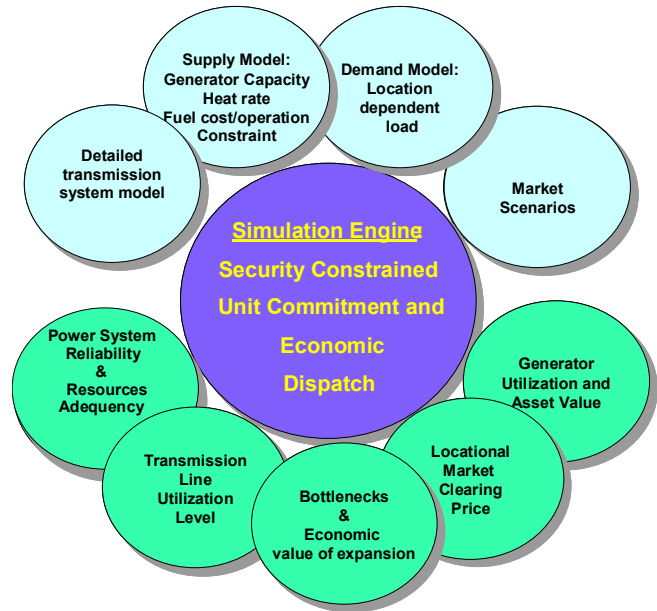 Supply Model:
Generator Capacity
Heat rate
Fuel cost/operation
Constraint
Demand Model:
Location
dependent
load
Detailed
transmission
system model
Market
Scenarios
Simulation Engine
Security Constrained
Unit Commitment and
Economic
Dispatch
Power System
Reliability
&
Resources
Adequency
Generator
Utilization and
Asset Value
Transmission
Line
Utilization
Level
Locational
Market
Clearing
Price
Bottlenecks
&
Economic
value of expansion